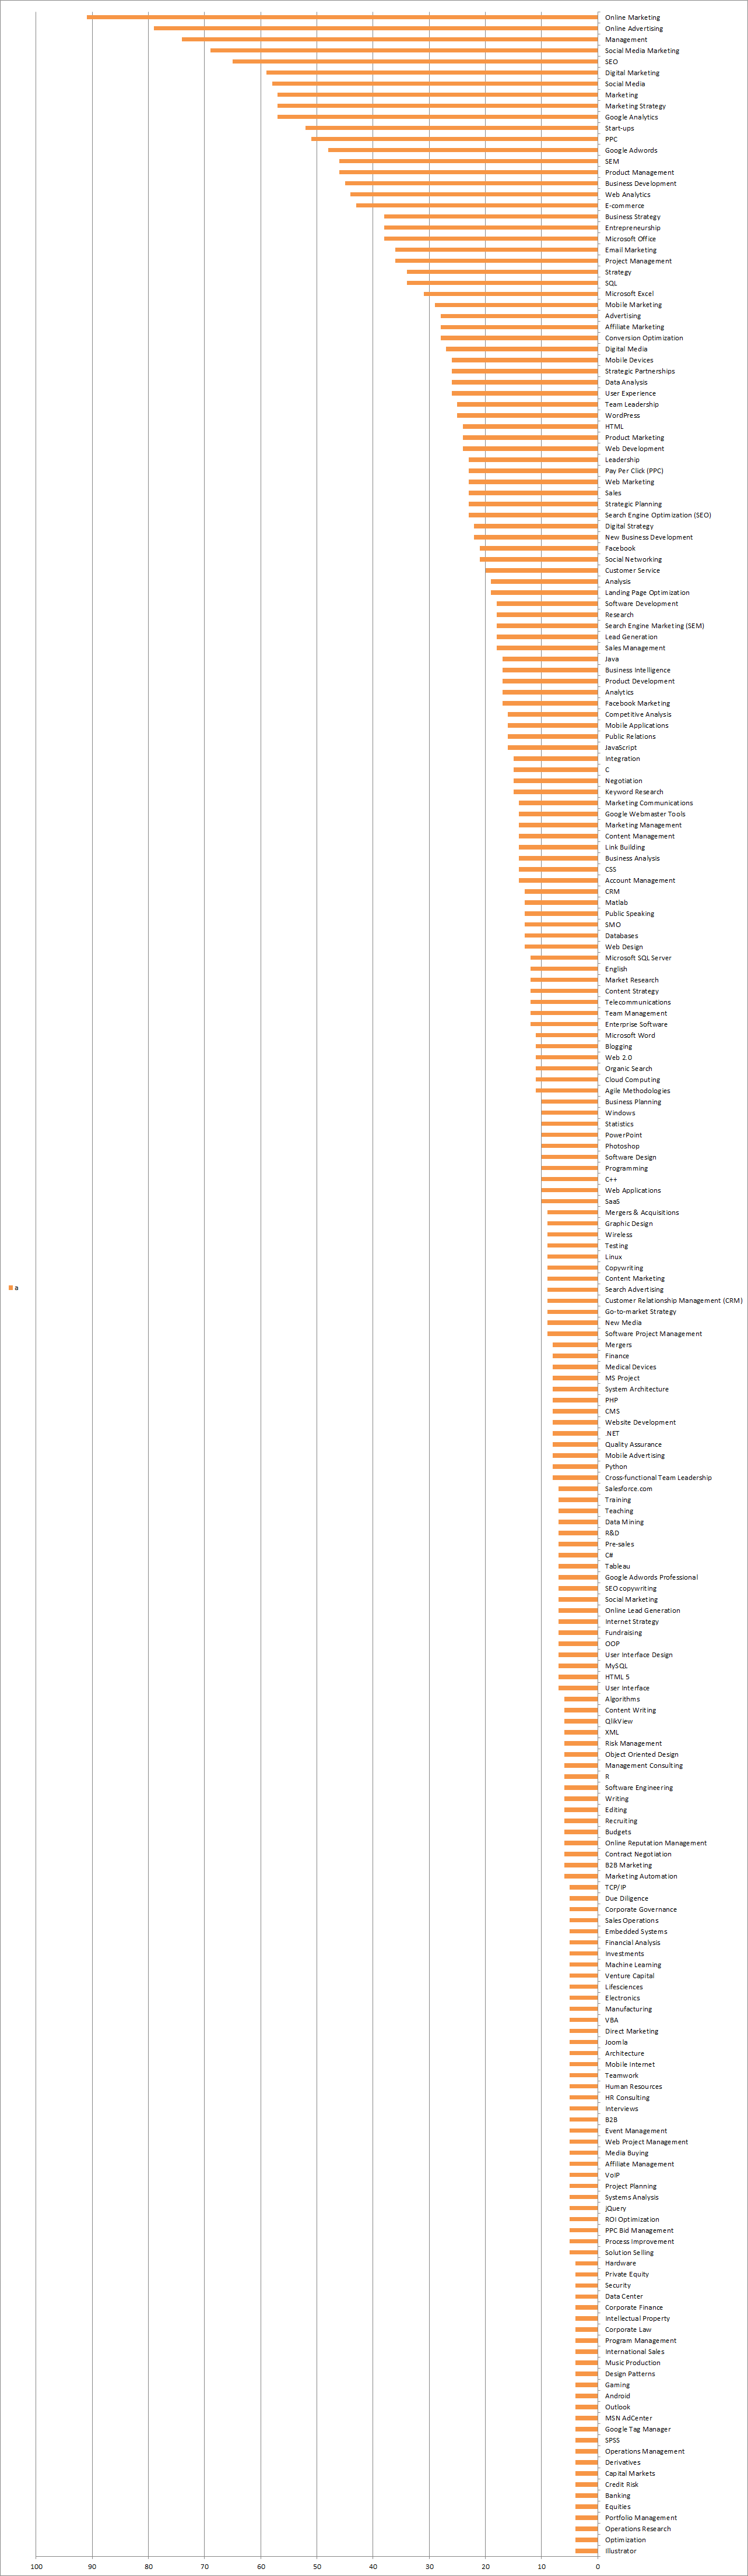 Online Marketing
Online Advertising
Management
Social Media Marketing
SEO
Digital Marketing
Social Media
Marketing
Marketing Strategy
Google Analytics
Start-ups
PPC
Google Adwords
SEM
Product Management
Business Development
Web Analytics
E-commerce
Business Strategy
Entrepreneurship
Microsoft Office
Email Marketing
Project Management
Strategy
SQL
Microsoft Excel
Mobile Marketing
Advertising
Affiliate Marketing
Conversion Optimization
Digital Media
Mobile Devices
Strategic Partnerships
Data Analysis
User Experience
Team Leadership
WordPress
HTML
Product Marketing
Web Development
Leadership
Pay Per Click (PPC)
Web Marketing
Sales
Strategic Planning
Search Engine Optimization (SEO)
Digital Strategy
New Business Development
Facebook
Social Networking
Customer Service
Analysis
Landing Page Optimization
Software Development
Research
Search Engine Marketing (SEM)
Lead Generation
Sales Management
Java
Business Intelligence
Product Development
Analytics
Facebook Marketing
Competitive Analysis
Mobile Applications
Public Relations
JavaScript
Integration
C
Negotiation
Keyword Research
Marketing Communications
Google Webmaster Tools
Marketing Management
Content Management
Link Building
Business Analysis
CSS
Account Management
CRM
Matlab
Public Speaking
SMO
Databases
Web Design
Microsoft SQL Server
English
Market Research
Content Strategy
Telecommunications
Team Management
Enterprise Software
Microsoft Word
Blogging
Web 2.0
Organic Search
Cloud Computing
Agile Methodologies
Business Planning
Windows
Statistics
PowerPoint
Photoshop
Software Design
Programming
C++
Web Applications
SaaS
Mergers & Acquisitions
Graphic Design
Wireless
Testing
Linux
Copywriting
Content Marketing
a
Search Advertising
Customer Relationship Management (CRM)
Go-to-market Strategy
New Media
Software Project Management
Mergers
Finance
Medical Devices
MS Project
System Architecture
PHP
CMS
Website Development
.NET
Quality Assurance
Mobile Advertising
Python
Cross-functional Team Leadership
Salesforce.com
Training
Teaching
Data Mining
R&D
Pre-sales
C#
Tableau
Google Adwords Professional
SEO copywriting
Social Marketing
Online Lead Generation
Internet Strategy
Fundraising
OOP
User Interface Design
MySQL
HTML 5
User Interface
Algorithms
Content Writing
QlikView
XML
Risk Management
Object Oriented Design
Management Consulting
R
Software Engineering
Writing
Editing
Recruiting
Budgets
Online Reputation Management
Contract Negotiation
B2B Marketing
Marketing Automation
TCP/IP
Due Diligence
Corporate Governance
Sales Operations
Embedded Systems
Financial Analysis
Investments
Machine Learning
Venture Capital
Lifesciences
Electronics
Manufacturing
VBA
Direct Marketing
Joomla
Architecture
Mobile Internet
Teamwork
Human Resources
HR Consulting
Interviews
B2B
Event Management
Web Project Management
Media Buying
Affiliate Management
VoIP
Project Planning
Systems Analysis
jQuery
ROI Optimization
PPC Bid Management
Process Improvement
Solution Selling
Hardware
Private Equity
Security
Data Center
Corporate Finance
Intellectual Property
Corporate Law
Program Management
International Sales
Music Production
Design Patterns
Gaming
Android
Outlook
MSN AdCenter
Google Tag Manager
SPSS
Operations Management
Derivatives
Capital Markets
Credit Risk
Banking
Equities
Portfolio Management
Operations Research
Optimization
Illustrator
100 90 80 70 60 50 40 30 20 10 0